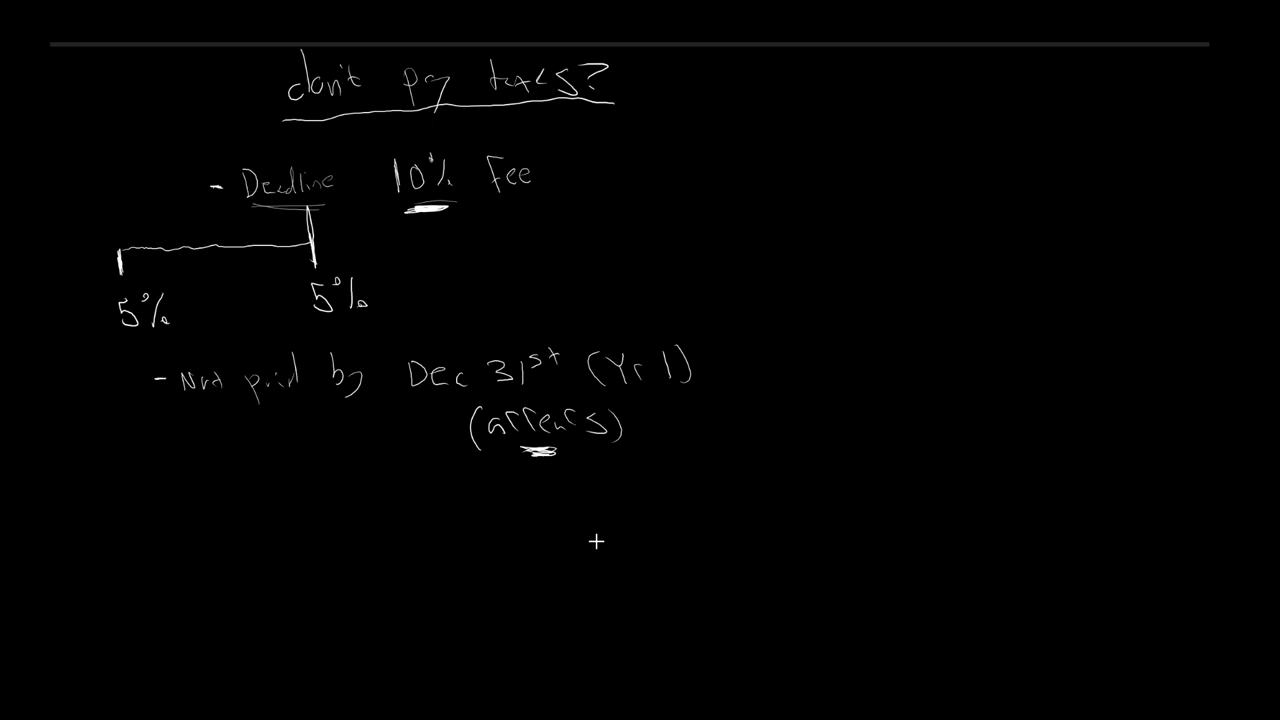 don't pay taxes?
- Deadline 10% Fee
5% 5%
- Not paid by Dec 31st (Yr 1)
(arrears)